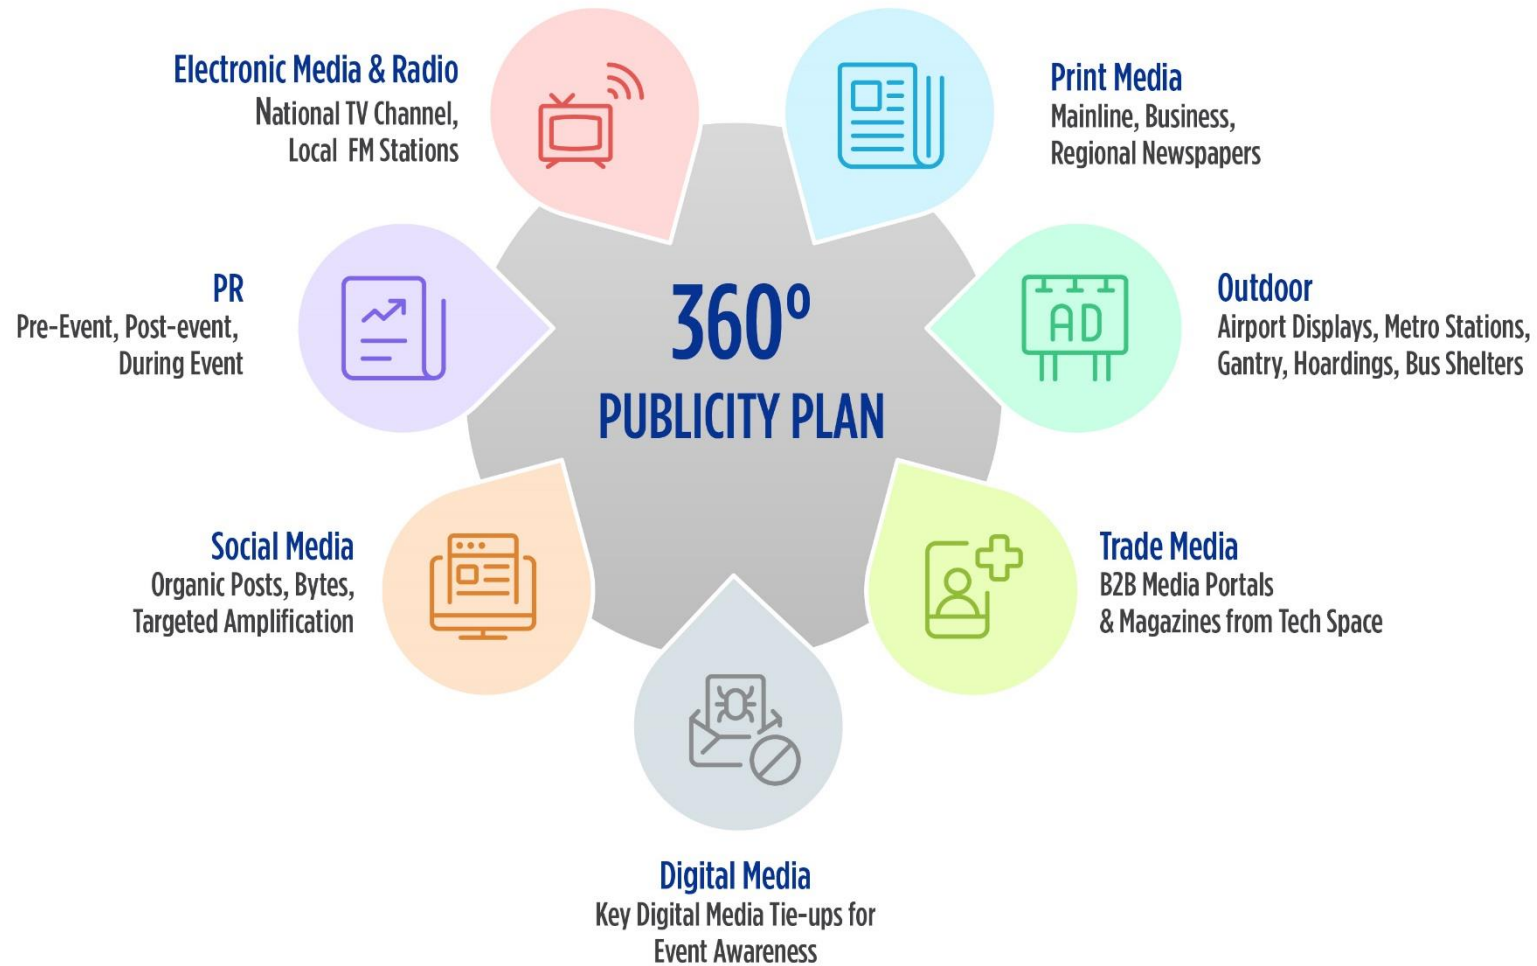 Electronic Media & Radio
National TV Channel,
Local FM Stations
Print Media
Mainline, Business,
Regional Newspapers
PR
Pre-Event, Post-event,
During Event
360º
PUBLICITY PLAN
Outdoor
Airport Displays, Metro Stations,
Gantry, Hoardings, Bus Shelters
AD
Social Media
Organic Posts, Bytes,
Targeted Amplification
Trade Media
B2B Media Portals
& Magazines from Tech Space
Digital Media
Key Digital Media Tie-ups for
Event Awareness